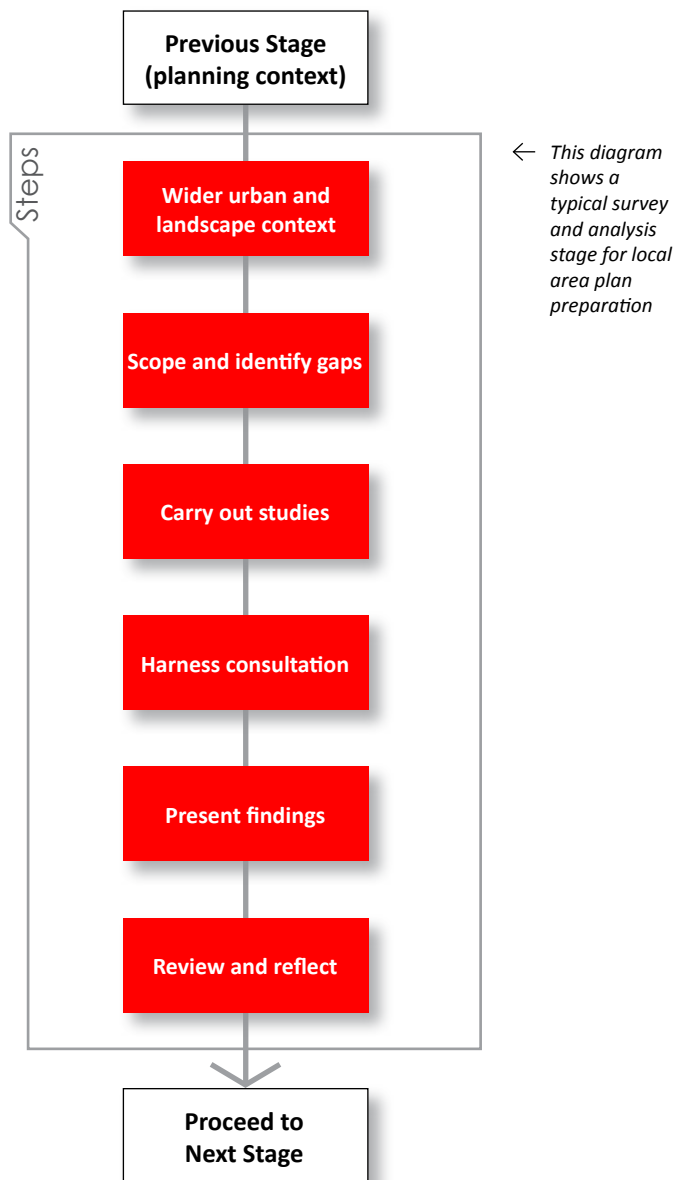 Previous Stage
(planning context)
Steps
Wider urban and
landscape context
← This diagram
shows a
typical survey
and analysis
stage for local
area plan
preparation
Scope and identify gaps
Carry out studies
Harness consultation
Present findings
Review and reflect
Proceed to
Next Stage